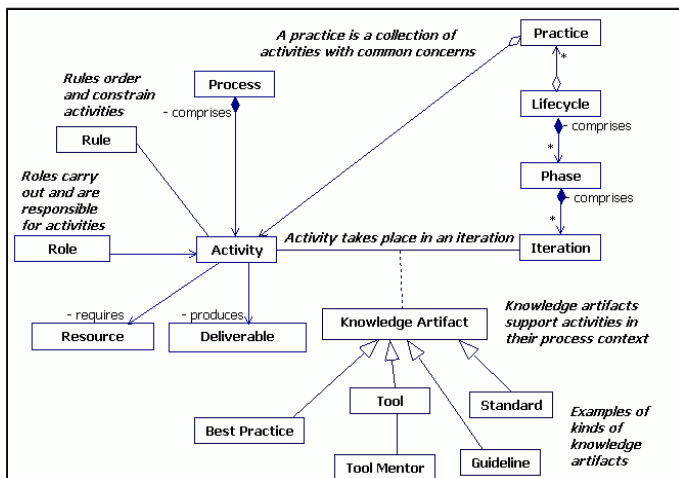 A practice is a collection of
activities with common concerns
Practice
*
Rules order
and constrain
activities
Process
- comprises
Lifecycle
- comprises
*
Rule
Phase
- comprises
*
Roles carry
out and are
responsible
for activities
Role
Activity
Activity takes place in an iteration
Iteration
- requires
- produces
Resource
Deliverable
Knowledge Artifact
Knowledge artifacts
support activities in
their process context
Best Practice
Tool
Standard
Tool Mentor
Guideline
Examples of
kinds of
knowledge
artifacts